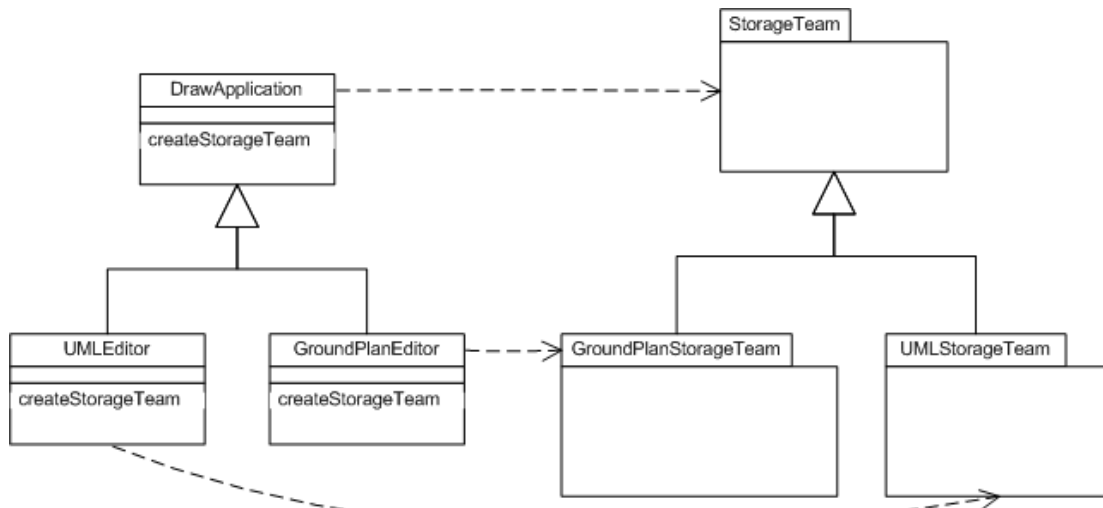 StorageTeam
DrawApplication
createStorageTeam
UMLEditor
createStorageTeam
GroundPlanEditor
createStorageTeam
GroundPlanStorageTeam
UMLStorageTeam